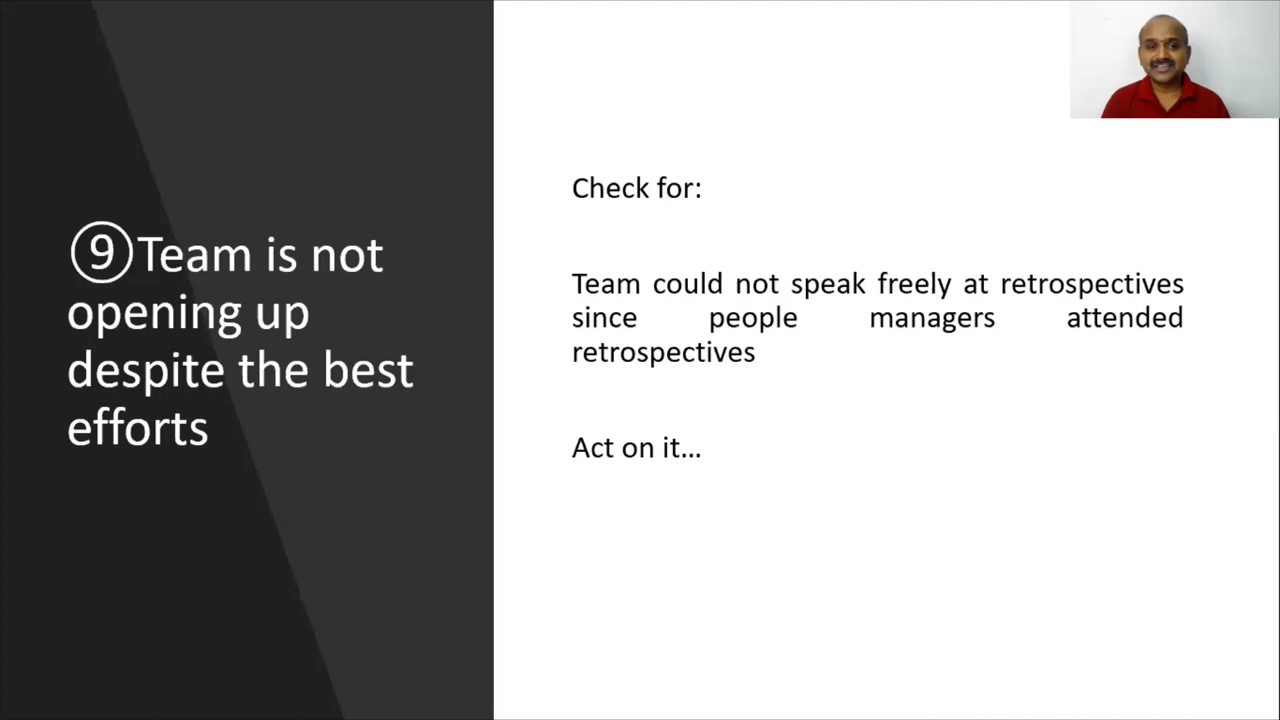 ⑨Team is not
opening up
despite the best
efforts
Check for:
Team could not speak freely at retrospectives
since people managers attended
retrospectives
Act on it...